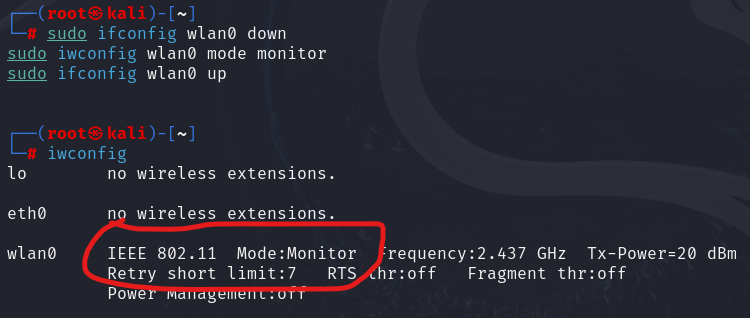 ┌──(root㉿kali)-[~]
└─# sudo ifconfig wlan0 down
sudo iwconfig wlan0 mode monitor
sudo ifconfig wlan0 up
┌──(root㉿kali)-[~]
└─# iwconfig
lo        no wireless extensions.
eth0      no wireless extensions.
wlan0     IEEE 802.11  Mode:Monitor  Frequency:2.437 GHz  Tx-Power=20 dBm
          Retry short limit:7   RTS thr:off   Fragment thr:off
          Power Management:off